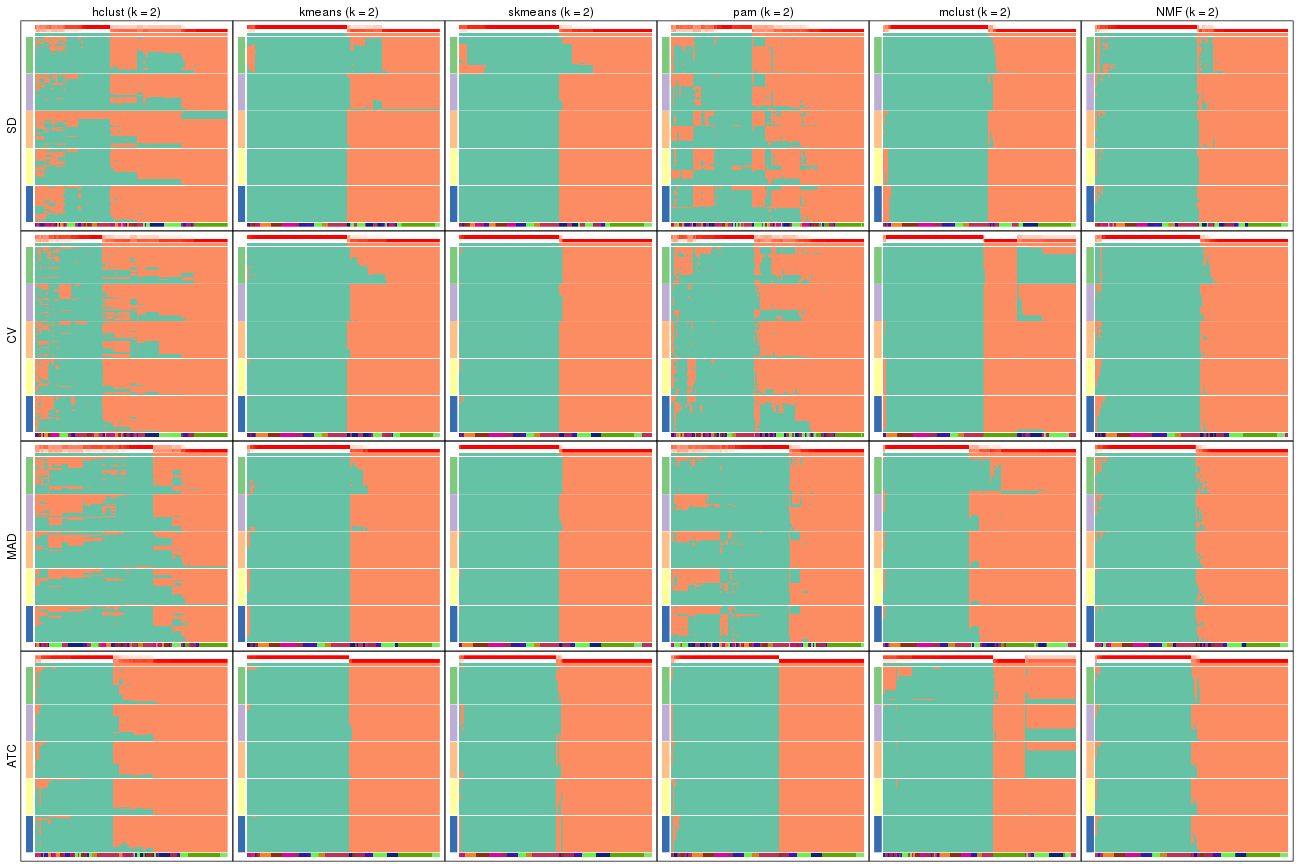 hclust (k = 2)
kmeans (k = 2)
skmeans (k = 2)
pam (k = 2)
mclust (k = 2)
NMF (k = 2)
SD
CV
MAD
ATC